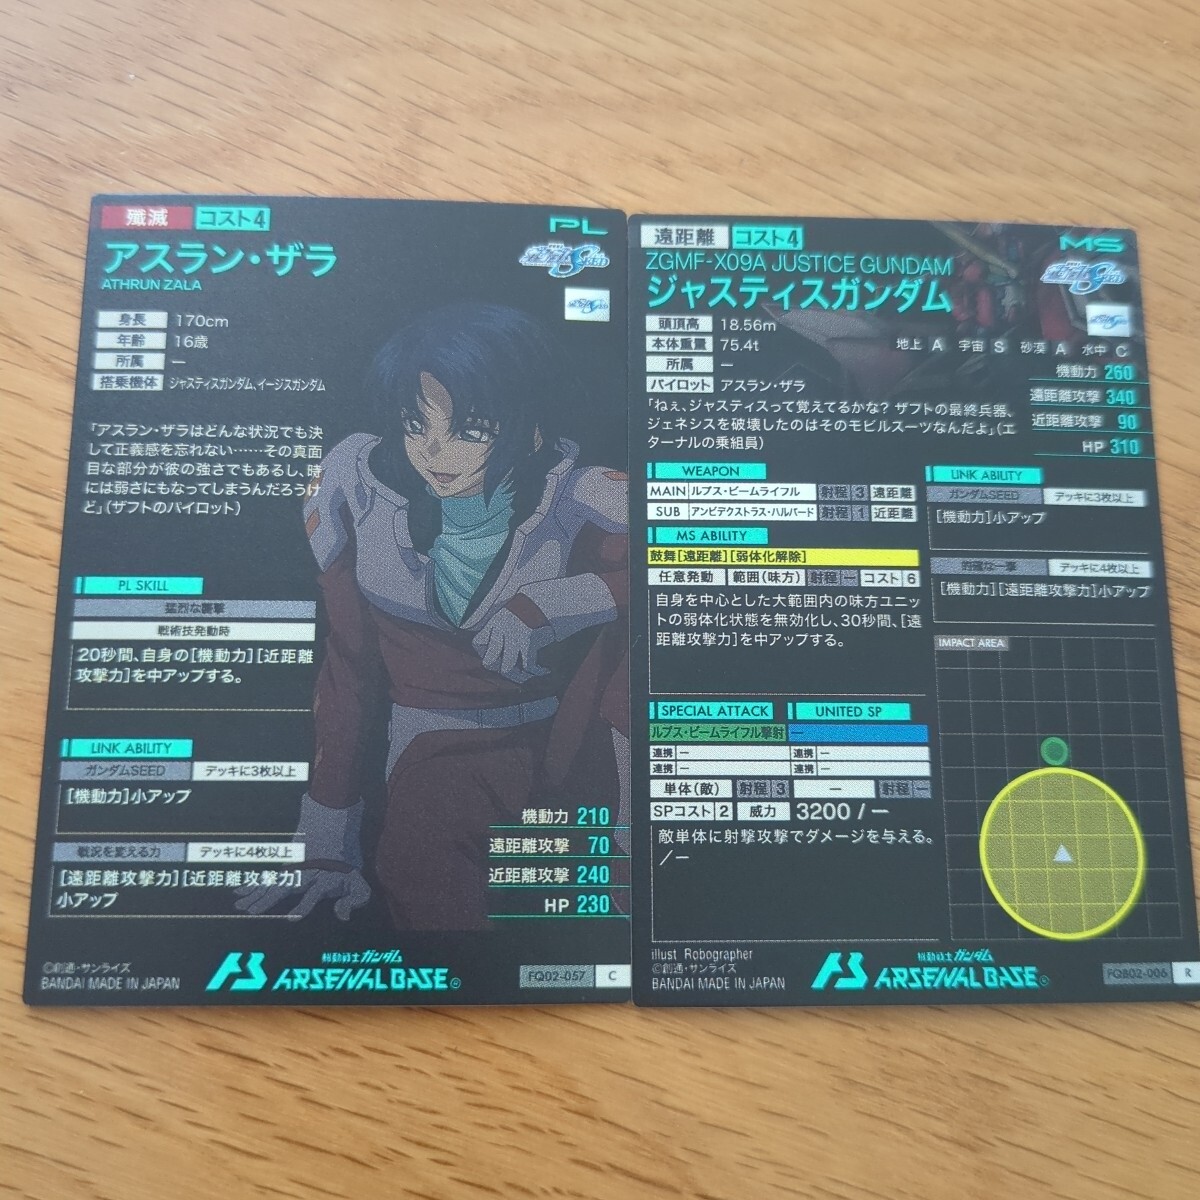 殲滅 コスト4 PL
アスラン・ザラ
ATHRUN ZALA
身長 170cm
年齢 16歳
所属 ー
搭乗機体 ジャスティスガンダム、イージスガンダム
「アスラン・ザラはどんな状況でも決
して正義感を忘れない……その真面
目な部分が彼の強さでもあるし、時
には弱さにもなってしまうんだろうけ
ど」(ザフトのパイロット)
PL SKILL
猛烈な襲撃
戦術技発動時
20秒間、自身の[機動力][近距離
攻撃力]を中アップする。
LINK ABILITY
ガンダムSEED デッキに3枚以上
[機動力]小アップ
戦況を変える力 デッキに4枚以上
[遠距離攻撃力][近距離攻撃力]
小アップ
機動力 210
遠距離攻撃 70
近距離攻撃 240
HP 230
©創通・サンライズ
BANDAI MADE IN JAPAN
機動戦士ガンダム
ARSENAL BASE
FQ02-057 C
遠距離 コスト4 MS
ZGMF-X09A JUSTICE GUNDAM
ジャスティスガンダム
頭頂高 18.56m
本体重量 75.4t
所属 ー
パイロット アスラン・ザラ
地上 A 宇宙 S 砂漠 A 水中 C
機動力 260
遠距離攻撃 340
近距離攻撃 90
HP 310
「ねぇ、ジャスティスって覚えてるかな? ザフトの最終兵器、
ジェネシスを破壊したのはそのモビルスーツなんだよ」(エ
ターナルの乗組員)
WEAPON
MAIN ルプス・ビームライフル 射程 3 遠距離
SUB アンビデクストラス・ハルバード 射程 1 近距離
MS ABILITY
鼓舞[遠距離][弱体化解除]
任意発動 範囲(味方) 射程 ー コスト 6
自身を中心とした大範囲内の味方ユニッ
トの弱体化状態を無効化し、30秒間、[遠
距離攻撃力]を中アップする。
LINK ABILITY
ガンダムSEED デッキに3枚以上
[機動力]小アップ
的確な一撃 デッキに4枚以上
[機動力][遠距離攻撃力]小アップ
IMPACT AREA
SPECIAL ATTACK UNITED SP
ルプス・ビームライフル撃射 ー
連携 ー 連携 ー
連携 ー 連携 ー
単体(敵) 射程 3 ー 射程 ー
SPコスト 2 威力 3200 / ー
敵単体に射撃攻撃でダメージを与える。
/ー
illust Robographer
©創通・サンライズ
BANDAI MADE IN JAPAN
機動戦士ガンダム
ARSENAL BASE
FQB02-006 R